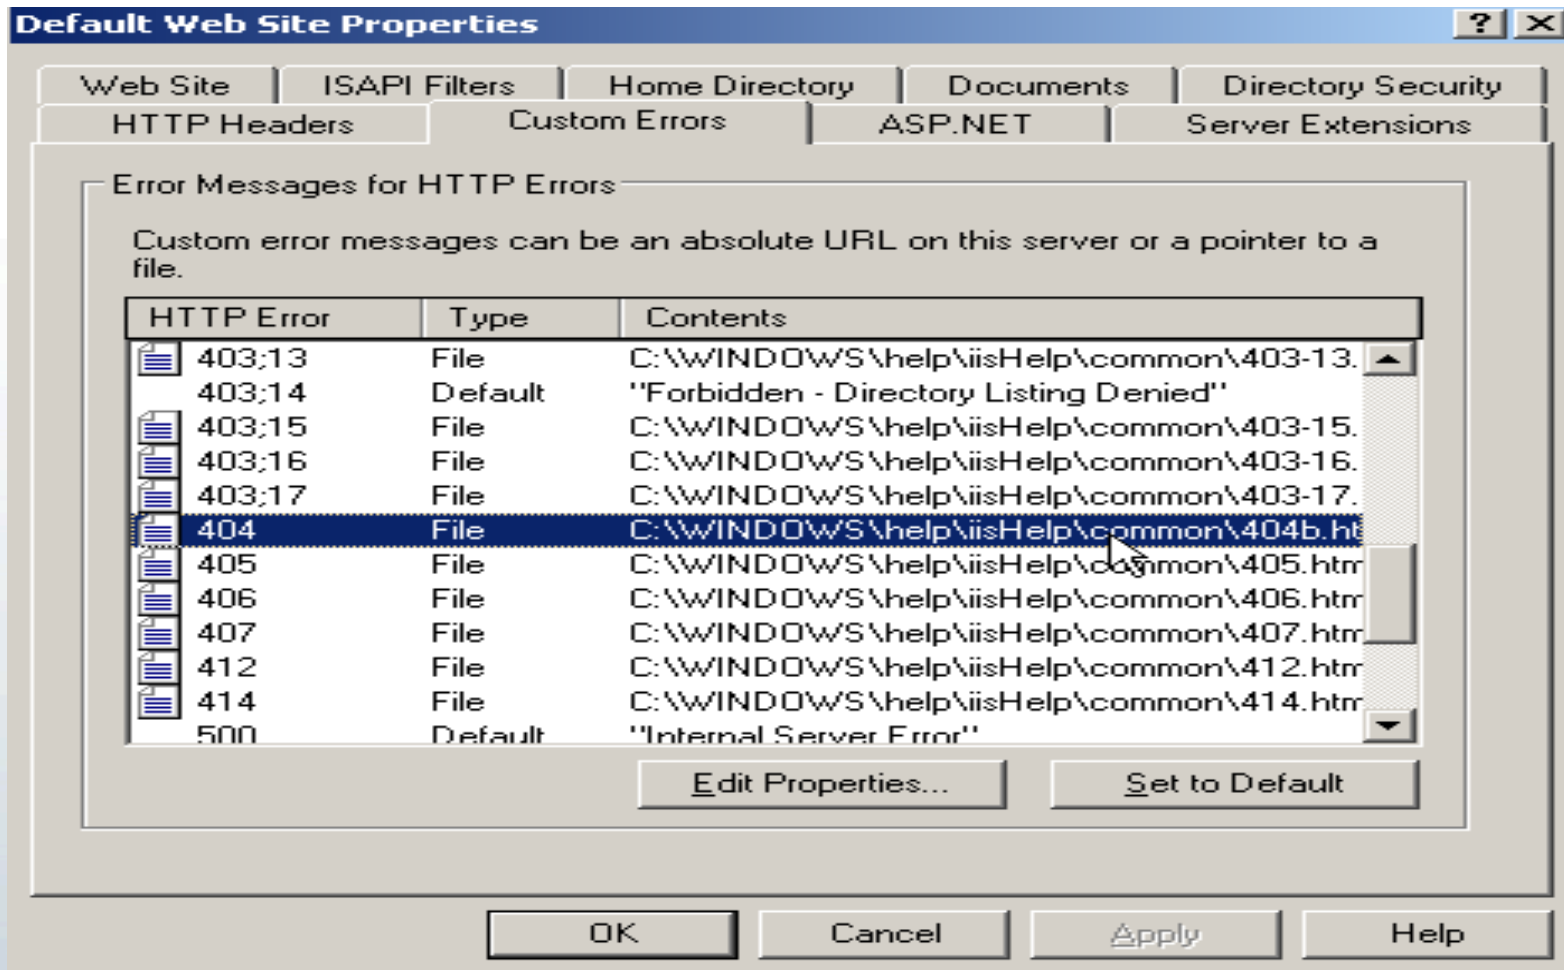 Default Web Site Properties
Web Site ISAPI Filters Home Directory Documents Directory Security
HTTP Headers Custom Errors ASP.NET Server Extensions
Error Messages for HTTP Errors
Custom error messages can be an absolute URL on this server or a pointer to a
file.
HTTP Error Type Contents
403;13 File C:\WINDOWS\help\iisHelp\common\403-13.
403;14 Default "Forbidden - Directory Listing Denied"
403;15 File C:\WINDOWS\help\iisHelp\common\403-15.
403;16 File C:\WINDOWS\help\iisHelp\common\403-16.
403;17 File C:\WINDOWS\help\iisHelp\common\403-17.
404 File C:\WINDOWS\help\iisHelp\common\404b.ht
405 File C:\WINDOWS\help\iisHelp\common\405.htm
406 File C:\WINDOWS\help\iisHelp\common\406.htm
407 File C:\WINDOWS\help\iisHelp\common\407.htm
412 File C:\WINDOWS\help\iisHelp\common\412.htm
414 File C:\WINDOWS\help\iisHelp\common\414.htm
500 Default "Internal Server Error"
Edit Properties... Set to Default
OK Cancel Apply Help